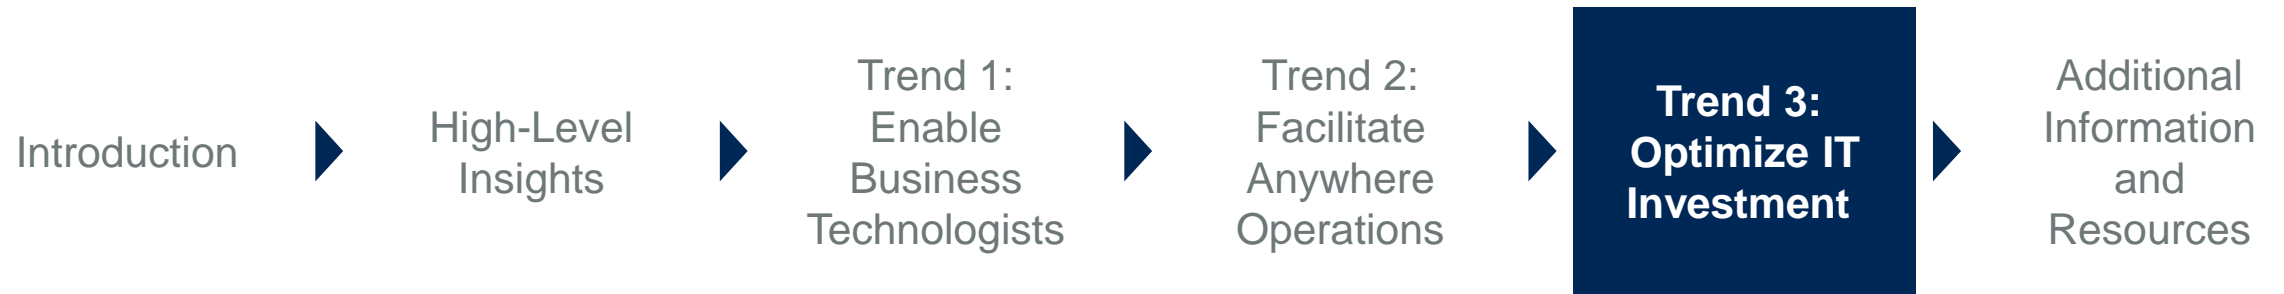 Introduction
High-Level
Insights
Trend 1:
Enable
Business
Technologists
Trend 2:
Facilitate
Anywhere
Operations
Trend 3:
Optimize IT
Investment
Additional
Information
and
Resources